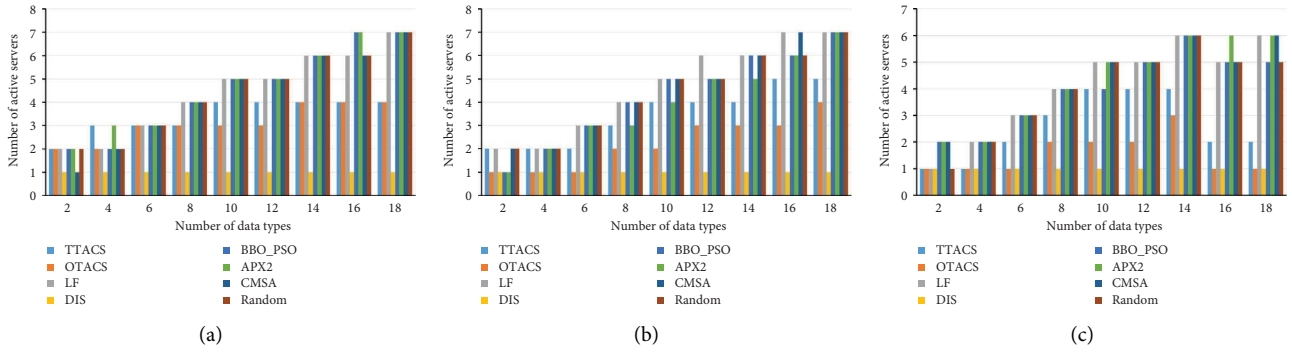 8
7
6
5
4
3
2
1
0
Number of active servers
2 4 6 8 10 12 14 16 18
Number of data types
TTACS BBO_PSO
OTACS APX2
LF CMSA
DIS Random
(a)
8
7
6
5
4
3
2
1
0
Number of active servers
2 4 6 8 10 12 14 16 18
Number of data types
TTACS BBO_PSO
OTACS APX2
LF CMSA
DIS Random
(b)
7
6
5
4
3
2
1
0
Number of active servers
2 4 6 8 10 12 14 16 18
Number of data types
TTACS BBO_PSO
OTACS APX2
LF CMSA
DIS Random
(c)